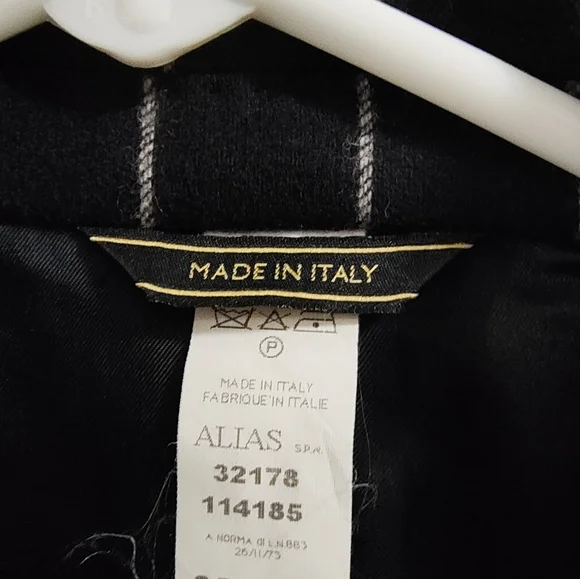 MADE IN ITALY
P
MADE IN ITALY
FABRIQUE'IN ITALIE
ALIAS S.P.A.
32178
114185
A NORMA DI L.N.883
26/11/73